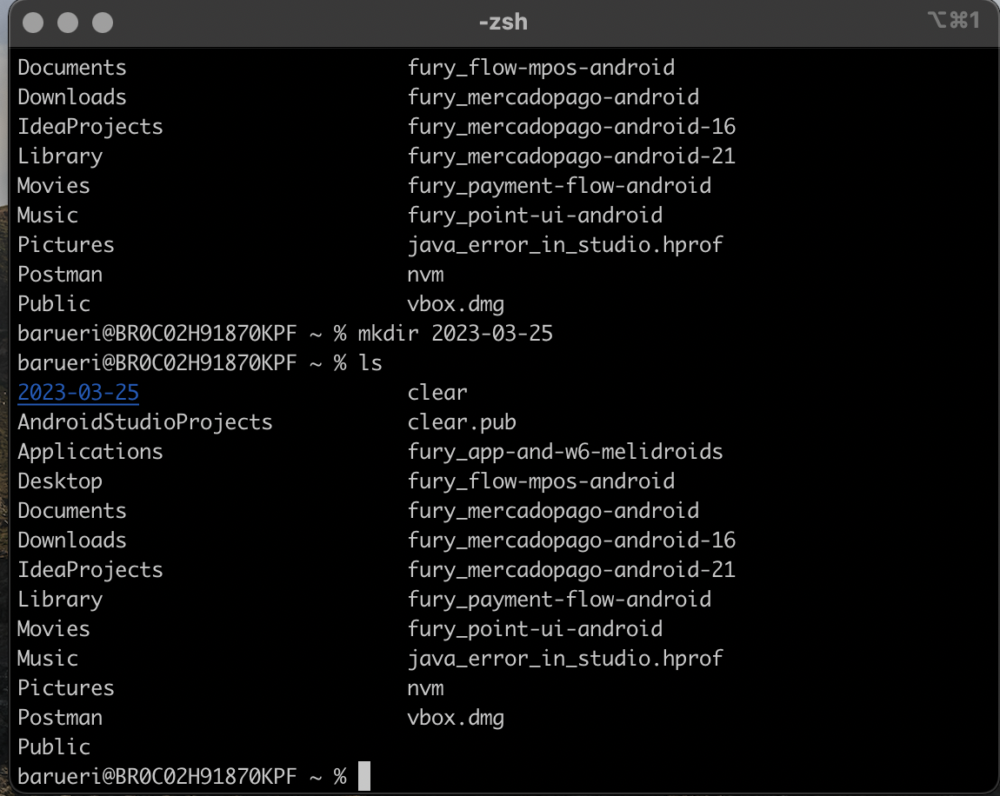 -zsh ⌥⌘1
Documents fury_flow-mpos-android
Downloads fury_mercadopago-android
IdeaProjects fury_mercadopago-android-16
Library fury_mercadopago-android-21
Movies fury_payment-flow-android
Music fury_point-ui-android
Pictures java_error_in_studio.hprof
Postman nvm
Public vbox.dmg
barueri@BR0C02H91870KPF ~ % mkdir 2023-03-25
barueri@BR0C02H91870KPF ~ % ls
2023-03-25 clear
AndroidStudioProjects clear.pub
Applications fury_app-and-w6-melidroids
Desktop fury_flow-mpos-android
Documents fury_mercadopago-android
Downloads fury_mercadopago-android-16
IdeaProjects fury_mercadopago-android-21
Library fury_payment-flow-android
Movies fury_point-ui-android
Music java_error_in_studio.hprof
Pictures nvm
Postman vbox.dmg
Public
barueri@BR0C02H91870KPF ~ %